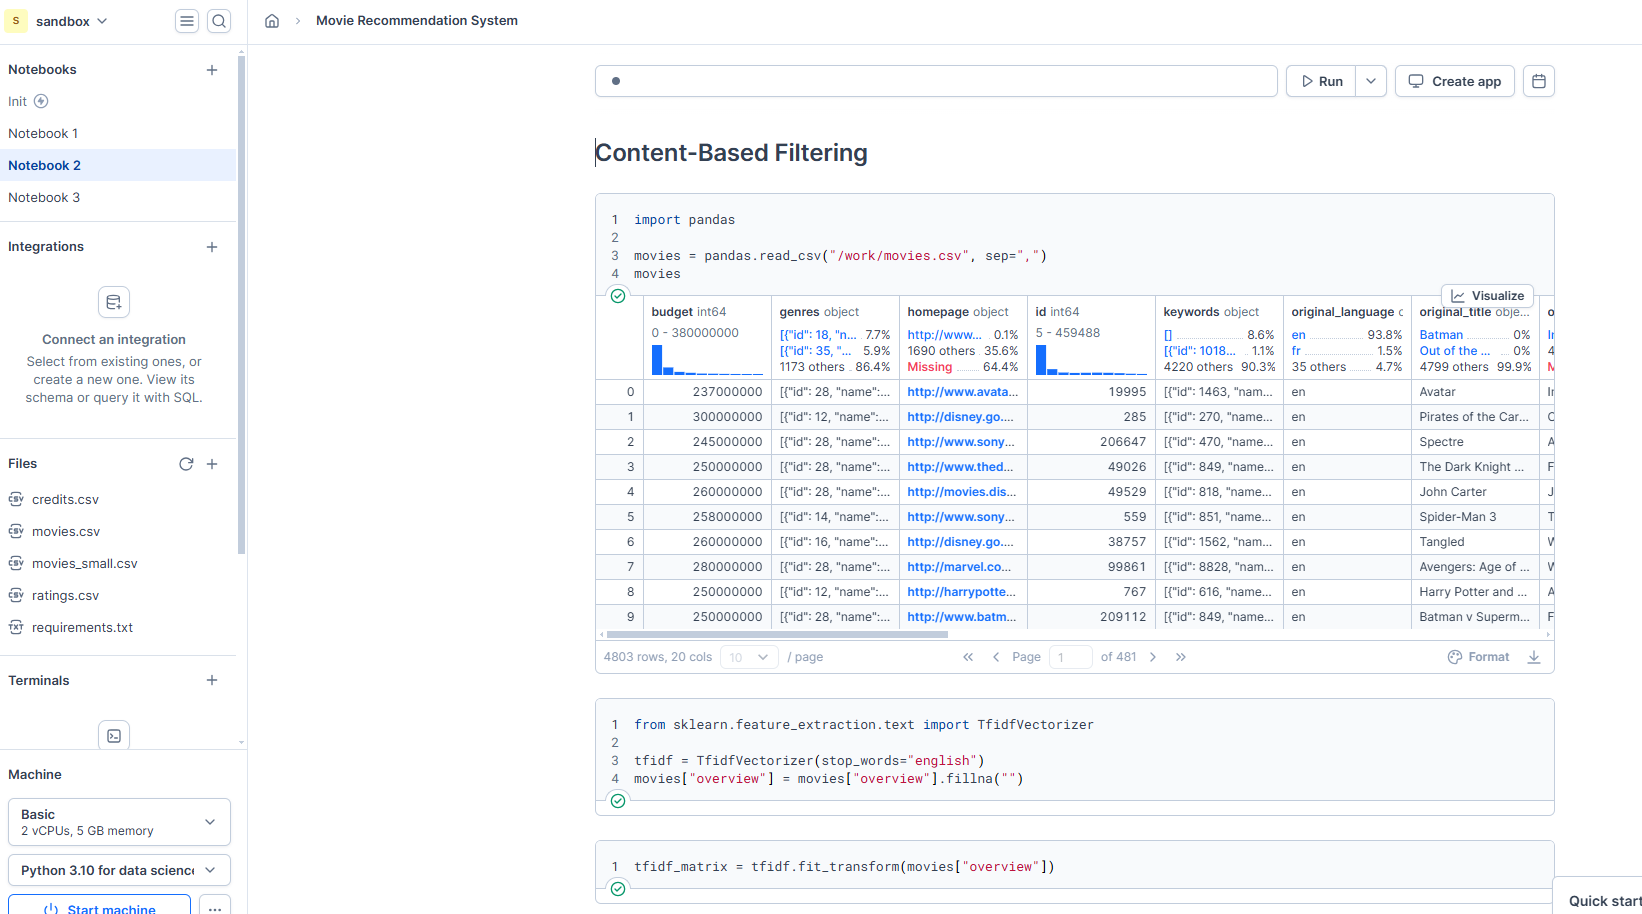 S sandbox
Movie Recommendation System
Notebooks
Init
Notebook 1
Notebook 2
Notebook 3
Integrations
Connect an integration
Select from existing ones, or
create a new one. View its
schema or query it with SQL.
Files
credits.csv
movies.csv
movies_small.csv
ratings.csv
TXT requirements.txt
Terminals
Machine
Basic
2 vCPUs, 5 GB memory
Python 3.10 for data science
Start machine
Run
Create app
Content-Based Filtering
1 import pandas
2
3 movies = pandas.read_csv("/work/movies.csv", sep=",")
4 movies
Visualize
budget int64 genres object homepage object id int64 keywords object original_language o original_title obje...
0 - 380000000 [{"id": 18, "n... 7.7% http://www... 0.1% 5 - 459488 [] 8.6% en 93.8% Batman 0%
[{"id": 35, "... 5.9% 1690 others 35.6% [{"id": 1018... 1.1% fr 1.5% Out of the ... 0%
1173 others 86.4% Missing 64.4% 4220 others 90.3% 35 others 4.7% 4799 others 99.9%
0 237000000 [{"id": 28, "name":... http://www.avata... 19995 [{"id": 1463, "nam... en Avatar
1 300000000 [{"id": 12, "name":... http://disney.go.... 285 [{"id": 270, "name... en Pirates of the Car...
2 245000000 [{"id": 28, "name":... http://www.sony... 206647 [{"id": 470, "name... en Spectre
3 250000000 [{"id": 28, "name":... http://www.thed... 49026 [{"id": 849, "name... en The Dark Knight ...
4 260000000 [{"id": 28, "name":... http://movies.dis... 49529 [{"id": 818, "name... en John Carter
5 258000000 [{"id": 14, "name":... http://www.sony... 559 [{"id": 851, "name... en Spider-Man 3
6 260000000 [{"id": 16, "name":... http://disney.go.... 38757 [{"id": 1562, "nam... en Tangled
7 280000000 [{"id": 28, "name":... http://marvel.co... 99861 [{"id": 8828, "nam... en Avengers: Age of ...
8 250000000 [{"id": 12, "name":... http://harrypotte... 767 [{"id": 616, "name... en Harry Potter and ...
9 250000000 [{"id": 28, "name":... http://www.batm... 209112 [{"id": 849, "name... en Batman v Superm...
4803 rows, 20 cols 10 / page Page 1 of 481 Format
1 from sklearn.feature_extraction.text import TfidfVectorizer
2
3 tfidf = TfidfVectorizer(stop_words="english")
4 movies["overview"] = movies["overview"].fillna("")
1 tfidf_matrix = tfidf.fit_transform(movies["overview"])
Quick start